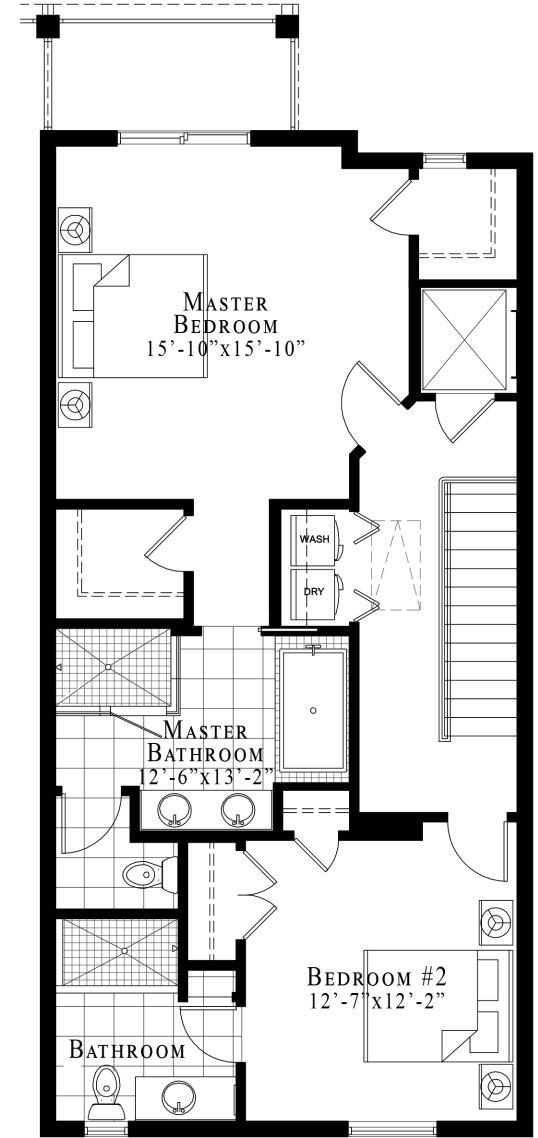 MASTER
BEDROOM
15'-10"x15'-10"
WASH
DRY
MASTER
BATHROOM
12'-6"x13'-2"
BEDROOM #2
12'-7"x12'-2"
BATHROOM